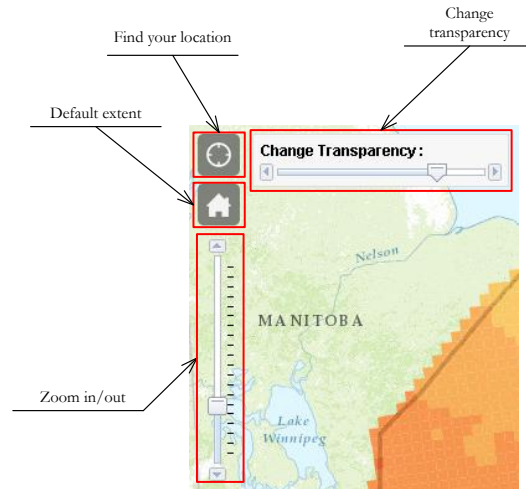 Change
transparency
Find your location
Default extent
Change Transparency:
Nelson
MANITOBA
Zoom in/out
Lake
Winnipeg